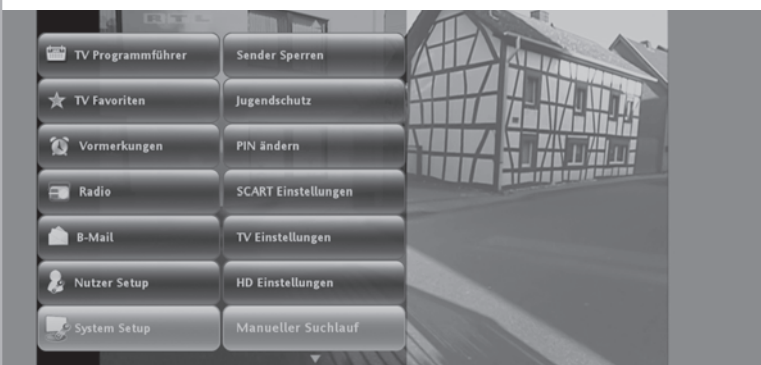 TV Programmführer
Sender Sperren
TV Favoriten
Jugendschutz
Vormerkungen
PIN ändern
Radio
SCART Einstellungen
B-Mail
TV Einstellungen
Nutzer Setup
HD Einstellungen
System Setup
Manueller Suchlauf